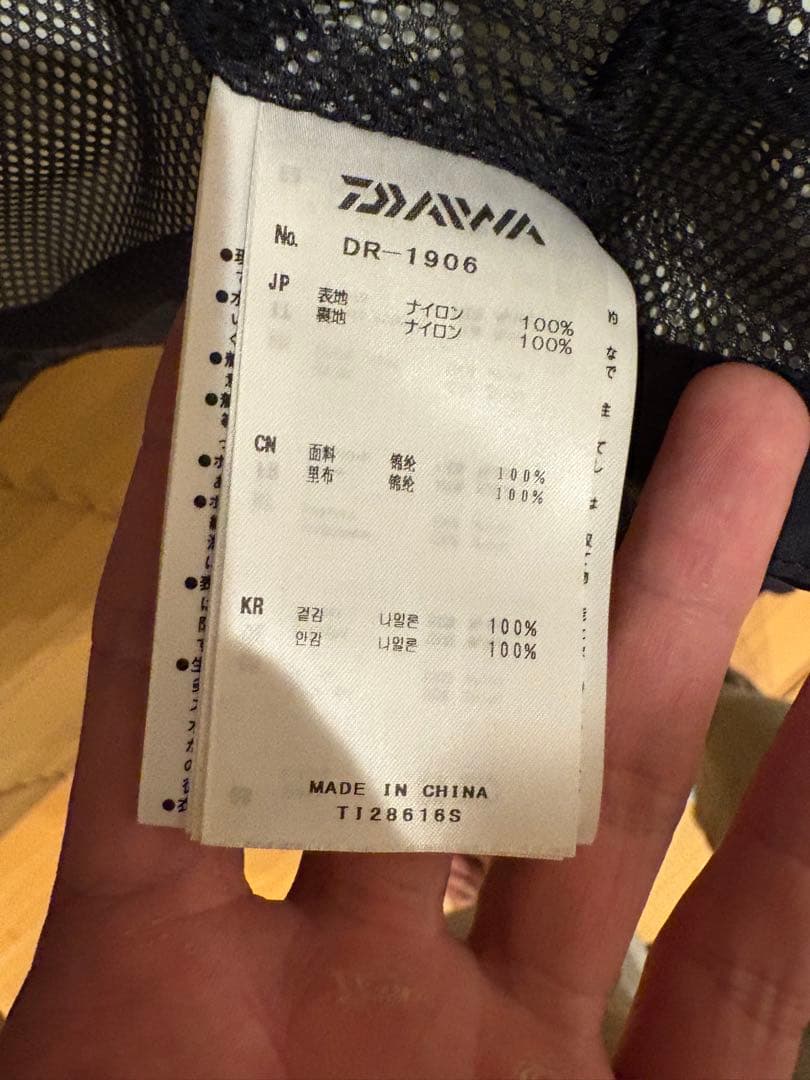 DAIWA
No. DR-1906
JP 表地 ナイロン 100%
裏地 ナイロン 100%
CN 面料 锦纶 100%
里布 锦纶 100%
KR 겉감 나일론 100%
안감 나일론 100%
MADE IN CHINA
TI28616S